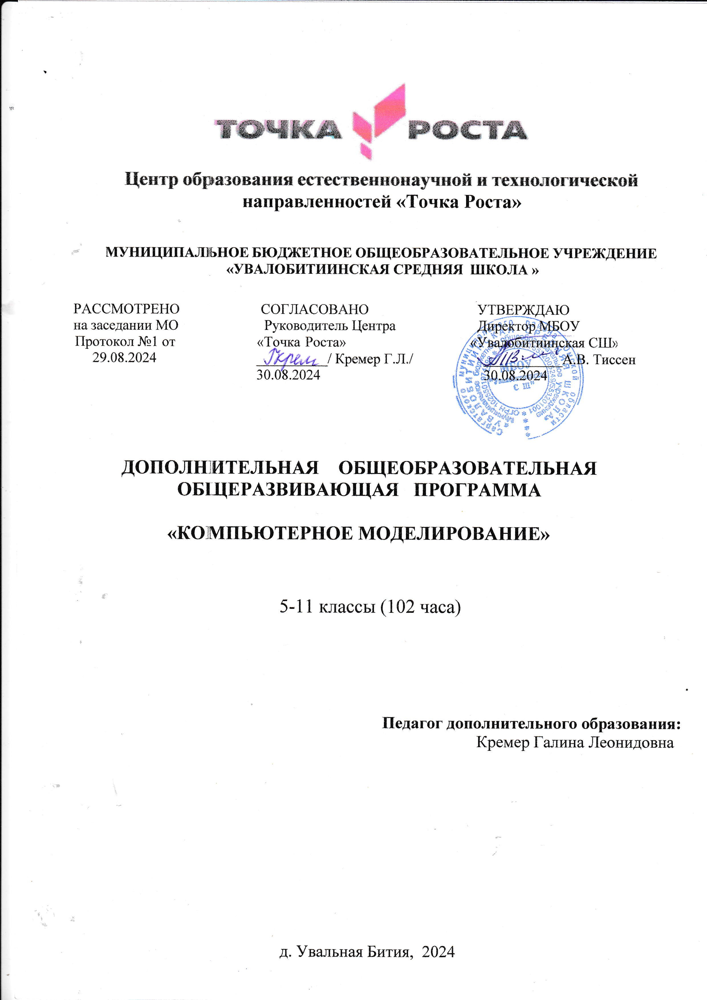 ТОЧКА РОСТА
Центр образования естественнонаучной и технологической
направленностей «Точка Роста»
МУНИЦИПАЛЬНОЕ БЮДЖЕТНОЕ ОБЩЕОБРАЗОВАТЕЛЬНОЕ УЧРЕЖДЕНИЕ
«УВАЛОБИТИИНСКАЯ СРЕДНЯЯ ШКОЛА »
РАССМОТРЕНО
на заседании МО
Протокол №1 от
29.08.2024
СОГЛАСОВАНО
Руководитель Центра
«Точка Роста»
/ Кремер Г.Л./
30.08.2024
УТВЕРЖДАЮ
Директор МБОУ
«Увалобитиинская СШ»
А.В. Тиссен
30.08.2024
МБОУ
СШ"
ДОПОЛНИТЕЛЬНАЯ ОБЩЕОБРАЗОВАТЕЛЬНАЯ
ОБЩЕРАЗВИВАЮЩАЯ ПРОГРАММА
«КОМПЬЮТЕРНОЕ МОДЕЛИРОВАНИЕ»
5-11 классы (102 часа)
Педагог дополнительного образования:
Кремер Галина Леонидовна
д. Увальная Бития, 2024